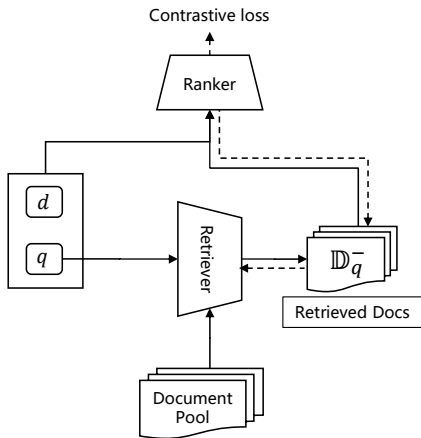 Contrastive loss
Ranker
d
q
Retriever
𝔻q−
Retrieved Docs
Document
Pool